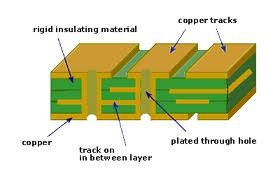 copper tracks
rigid insulating material
copper
track on
in between layer
plated through hole